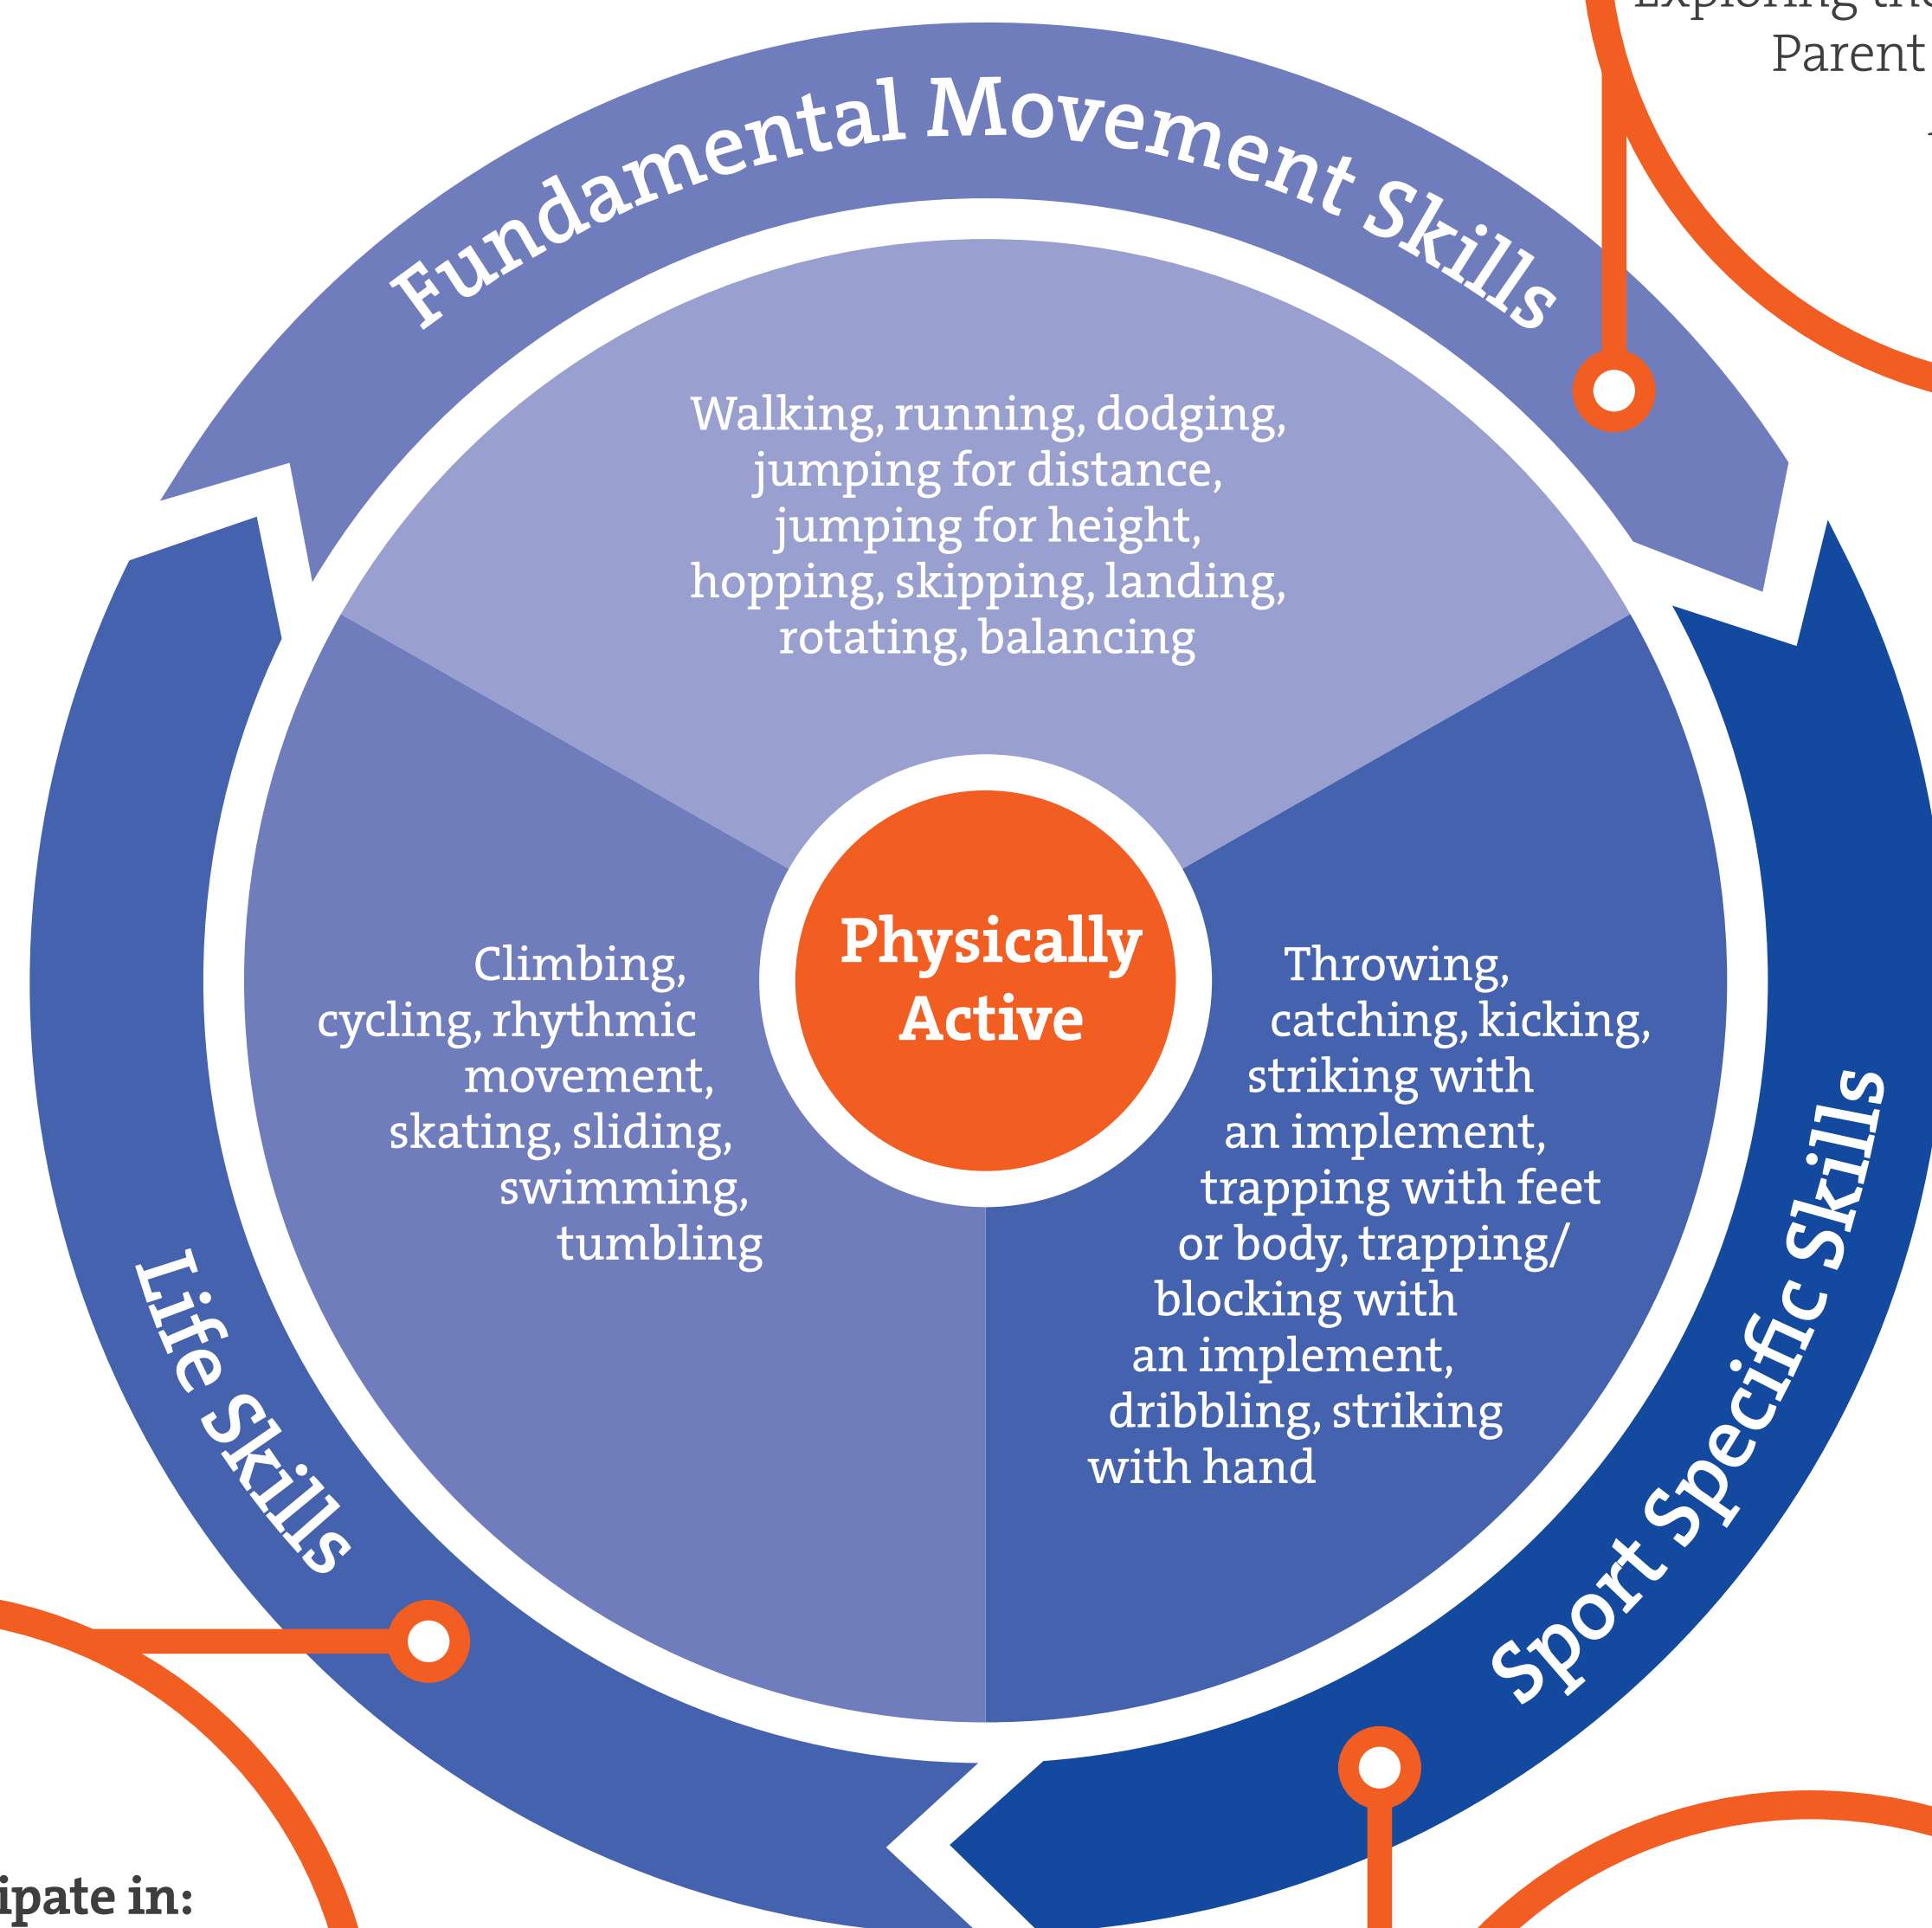 Parent
Fundamental Movement Skills
Walking, running, dodging,
jumping for distance,
jumping for height,
hopping, skipping, landing,
rotating, balancing
Physically
Active
Climbing,
cycling, rhythmic
movement,
skating, sliding,
swimming,
tumbling
Throwing,
catching, kicking,
striking with
an implement,
trapping with feet
or body, trapping/
blocking with
an implement,
dribbling, striking
with hand
Life Skills
Sport Specific Skills
ipate in: